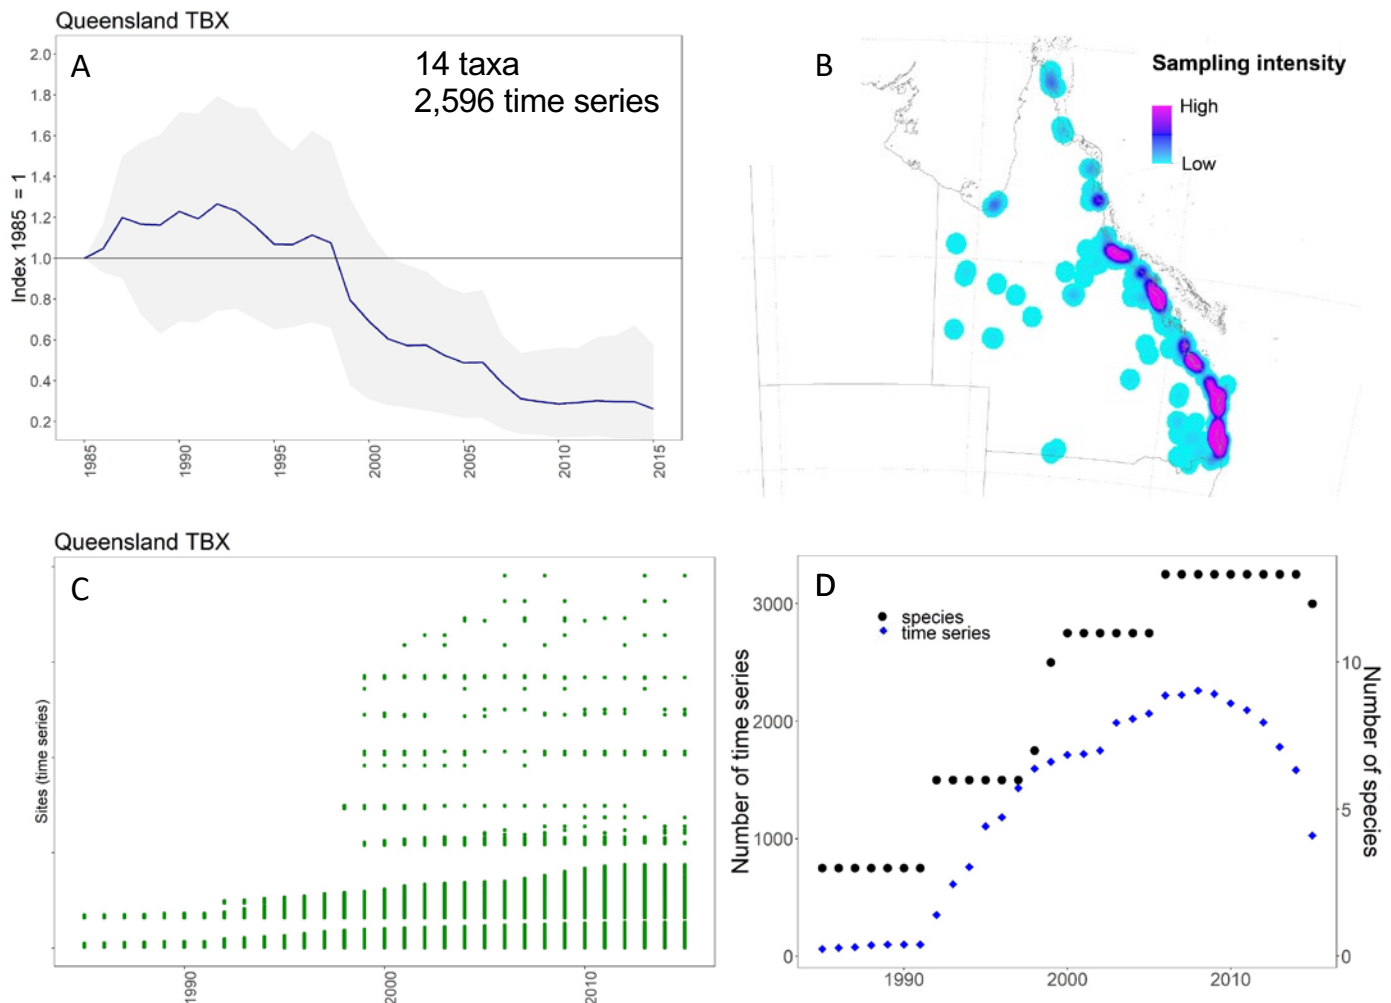 Queensland TBX
A
14 taxa
2,596 time series
2.0
1.8
1.6
1.4
1.2
1.0
0.8
0.6
0.4
0.2
Index 1985 = 1
1985
1990
1995
2000
2005
2010
2015
B
Sampling intensity
High
Low
Queensland TBX
C
Sites (time series)
1990
2000
2010
D
species
time series
3000
2000
1000
0
Number of time series
10
5
0
Number of species
1990
2000
2010